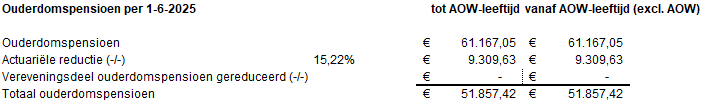 Ouderdomspensioen per 1-6-2025 tot AOW-leeftijd vanaf AOW-leeftijd (excl. AOW)
Ouderdomspensioen € 61.167,05 € 61.167,05
Actuariële reductie (-/-) 15,22% € 9.309,63 € 9.309,63
Verevenings​deel ouderdomspensioen gereduceerd (-/-) € - € -
Totaal ouderdomspensioen € 51.857,42 € 51.857,42